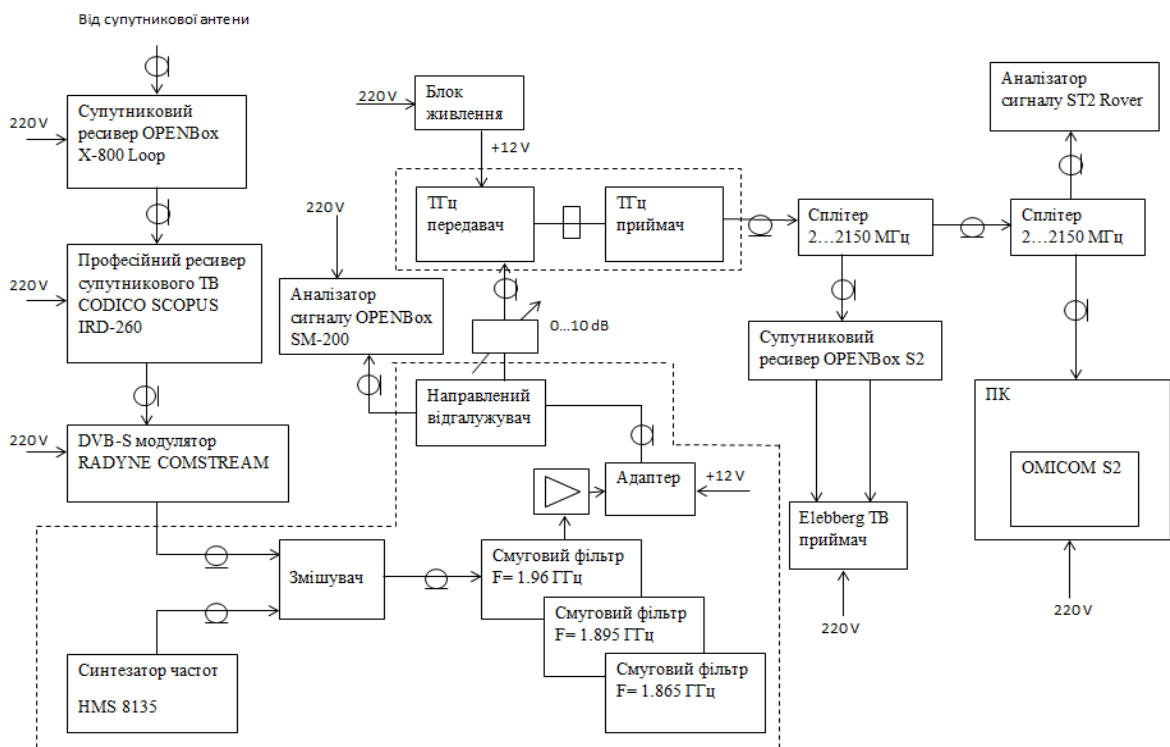 Від супутникової антени
220 V
Супутниковий
ресивер OPENBox
X-800 Loop
220 V
Професійний ресивер
супутникового ТВ
CODICO SCOPUS
IRD-260
220 V
DVB-S модулятор
RADYNE COMSTREAM
Синтезатор частот
HMS 8135
Змішувач
220 V
Блок
живлення
+12 V
220 V
Аналізатор
сигналу OPENBox
SM-200
ТГц
передавач
ТГц
приймач
0...10 dB
Направлений
відгалужувач
Адаптер
+12 V
Смуговий фільтр
F= 1.96 ГГц
Смуговий фільтр
F= 1.895 ГГц
Смуговий фільтр
F= 1.865 ГГц
Сплітер
2...2150 МГц
Сплітер
2...2150 МГц
Аналізатор
сигналу ST2 Rover
Супутниковий
ресивер OPENBox S2
Elebberg ТВ
приймач
220 V
ПК
OMICOM S2
220 V